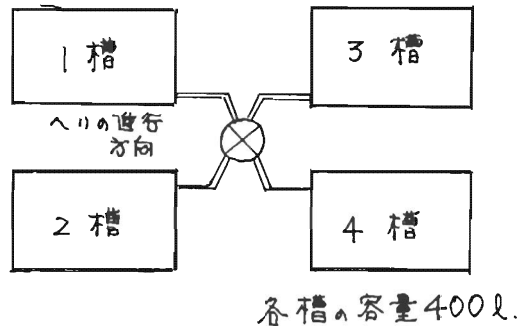 1 槽
3 槽
ヘリの進行
方向
2 槽
4 槽
各槽の容量400l.